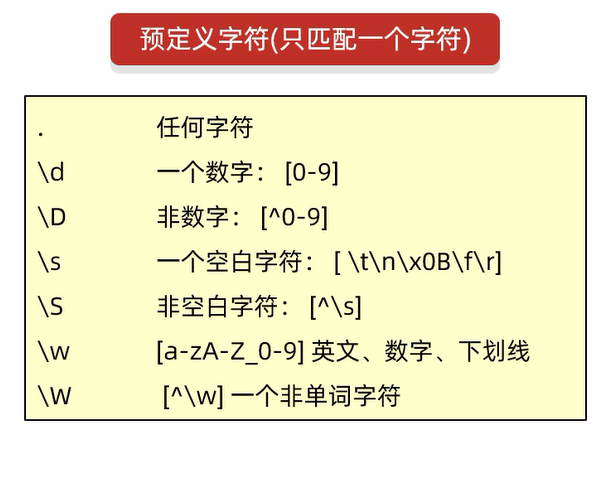 预定义字符(只匹配一个字符)
. 任何字符
\d 一个数字： [0-9]
\D 非数字： [^0-9]
\s 一个空白字符： [ \t\n\x0B\f\r]
\S 非空白字符： [^\s]
\w [a-zA-Z_0-9] 英文、数字、下划线
\W [^\w] 一个非单词字符